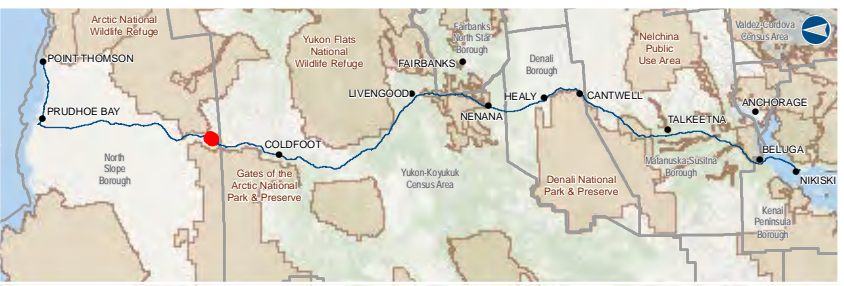 Arctic National
Wildlife Refuge
Yukon Flats
National
Wildlife Refuge
Fairbanks
North Star
Borough
Denali
Borough
Nelchina
Public
Use Area
Valdez-Cordova
Census Area
POINT THOMSON
FAIRBANKS
LIVENGOOD
HEALY
CANTWELL
NENANA
ANCHORAGE
PRUDHOE BAY
TALKEETNA
COLDFOOT
BELUGA
NIKISKI
North
Slope
Borough
Gates of the
Arctic National
Park & Preserve
Yukon-Koyukuk
Census Area
Denali National
Park & Preserve
Matanuska-Susitna
Borough
Kenai
Peninsula
Borough